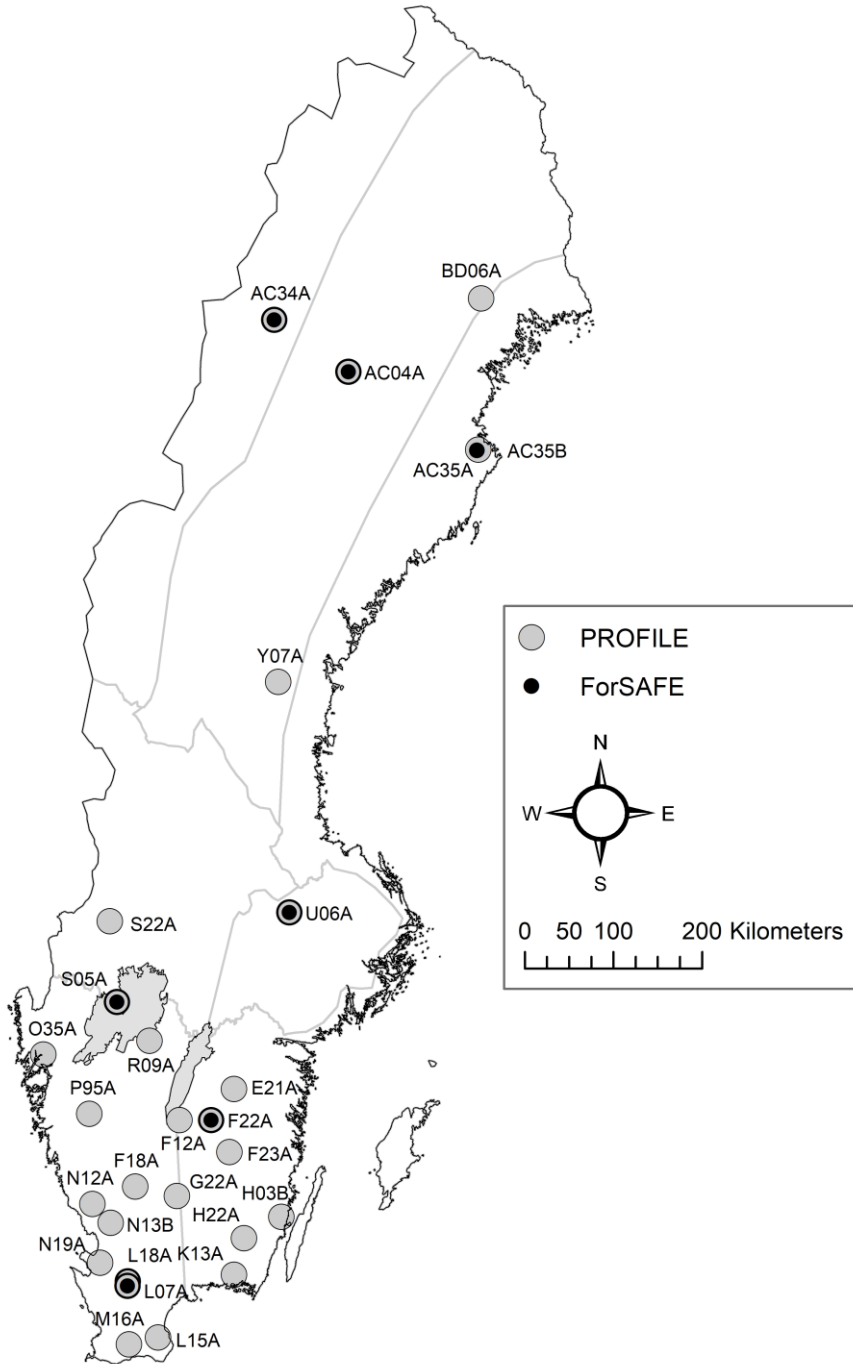 BD06A
AC34A
AC04A
AC35A
AC35B
Y07A
PROFILE
ForSAFE
N
W
E
S
0 50 100 200 Kilometers
U06A
S22A
S05A
O35A
R09A
E21A
P95A
F12A
F22A
F23A
F18A
N12A
G22A
H03B
H22A
N13B
K13A
N19A
L18A
L07A
M16A
L15A